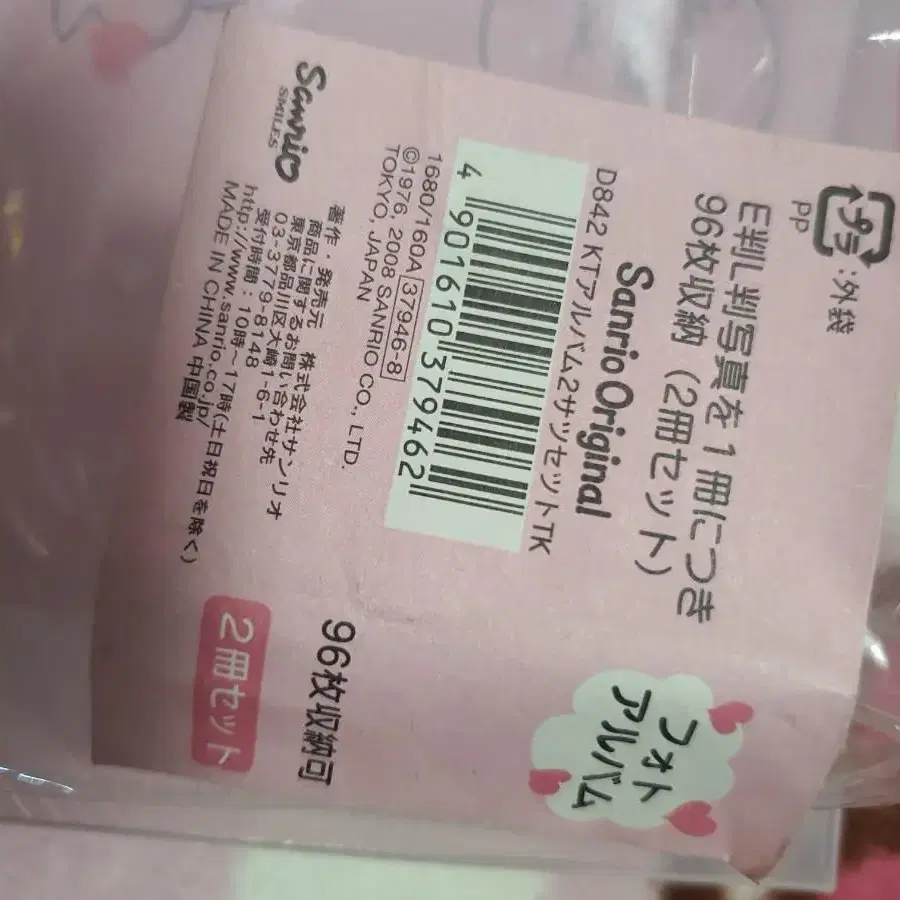 プラ
PP
:外袋
E判L判写真を1冊につき
96枚収納(2冊セット)
Sanrio Original
D842 KTアルバム2サツセットTK
4 901610 379462
1680/160A 37946-8
©1976, 2008 SANRIO CO., LTD.
TOKYO, JAPAN
Sanrio
SMILES
著作・発売元 株式会社サンリオ
商品に関するお問い合わせ先
東京都品川区大崎1-6-1
03-3779-8148
受付時間:10時~17時(土日祝日を除く)
http://www.sanrio.co.jp/
MADE IN CHINA 中国製
フォト
アルバム
96枚収納可
2冊セット